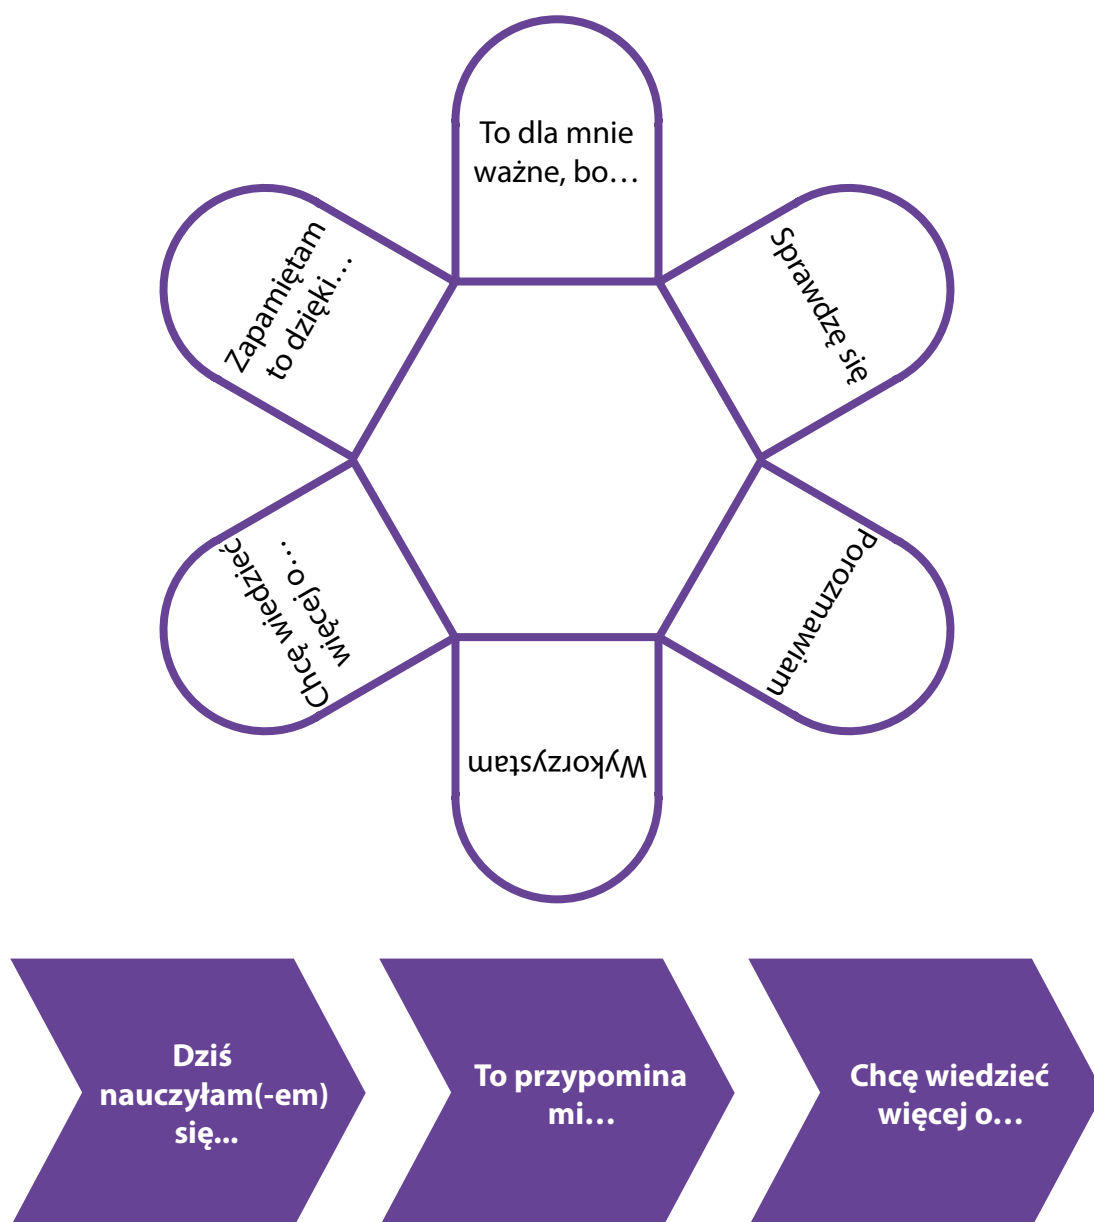 To dla mnie
ważne, bo…
Sprawdzę się
Porozmawiam
Wykorzystam
Chcę wiedzieć
więcej o…
Zapamiętam
to dzięki…
Dziś
nauczyłam(-em)
się...
To przypomina
mi…
Chcę wiedzieć
więcej o…